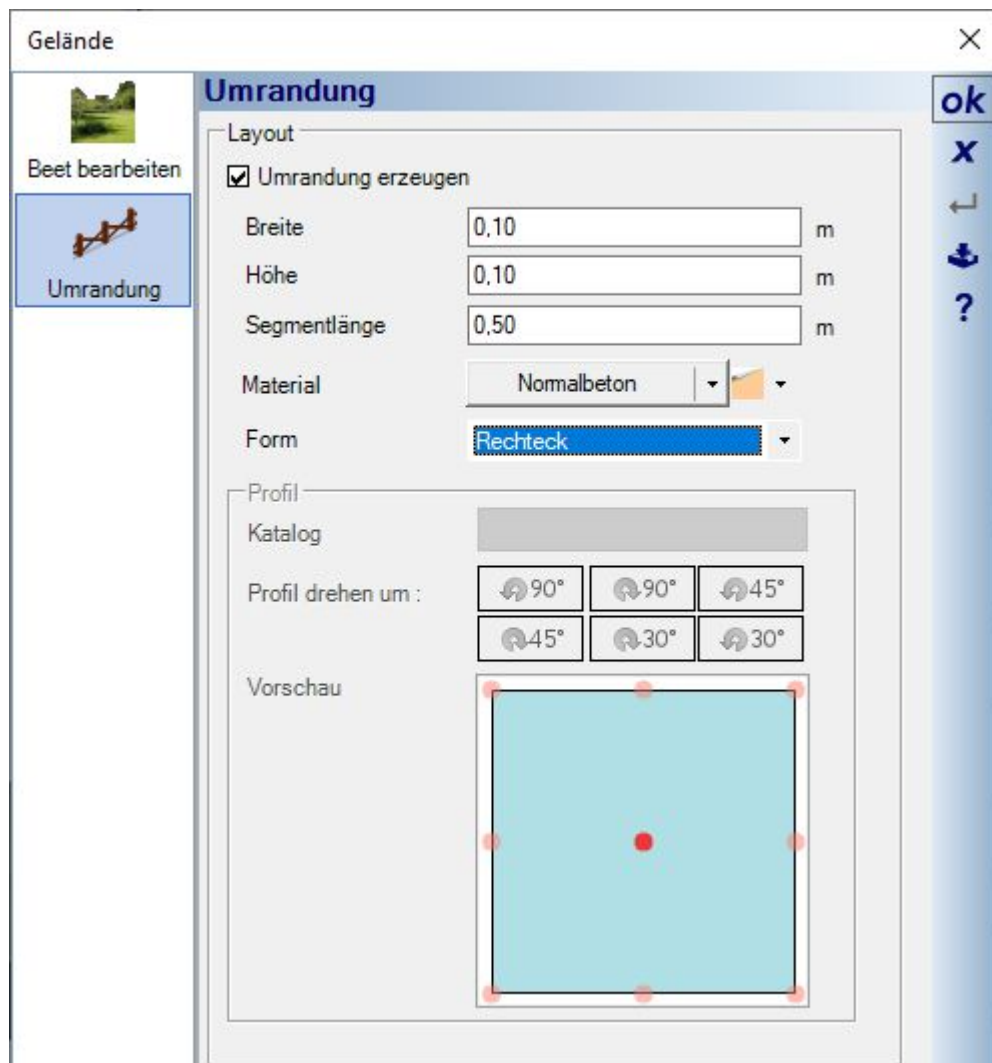 Gelände
Beet bearbeiten
Umrandung
Umrandung
ok
x
?
Layout
Umrandung erzeugen
Breite 0,10 m
Höhe 0,10 m
Segmentlänge 0,50 m
Material Normalbeton
Form Rechteck
Profil
Katalog
Profil drehen um : 90° 90° 45°
45° 30° 30°
Vorschau